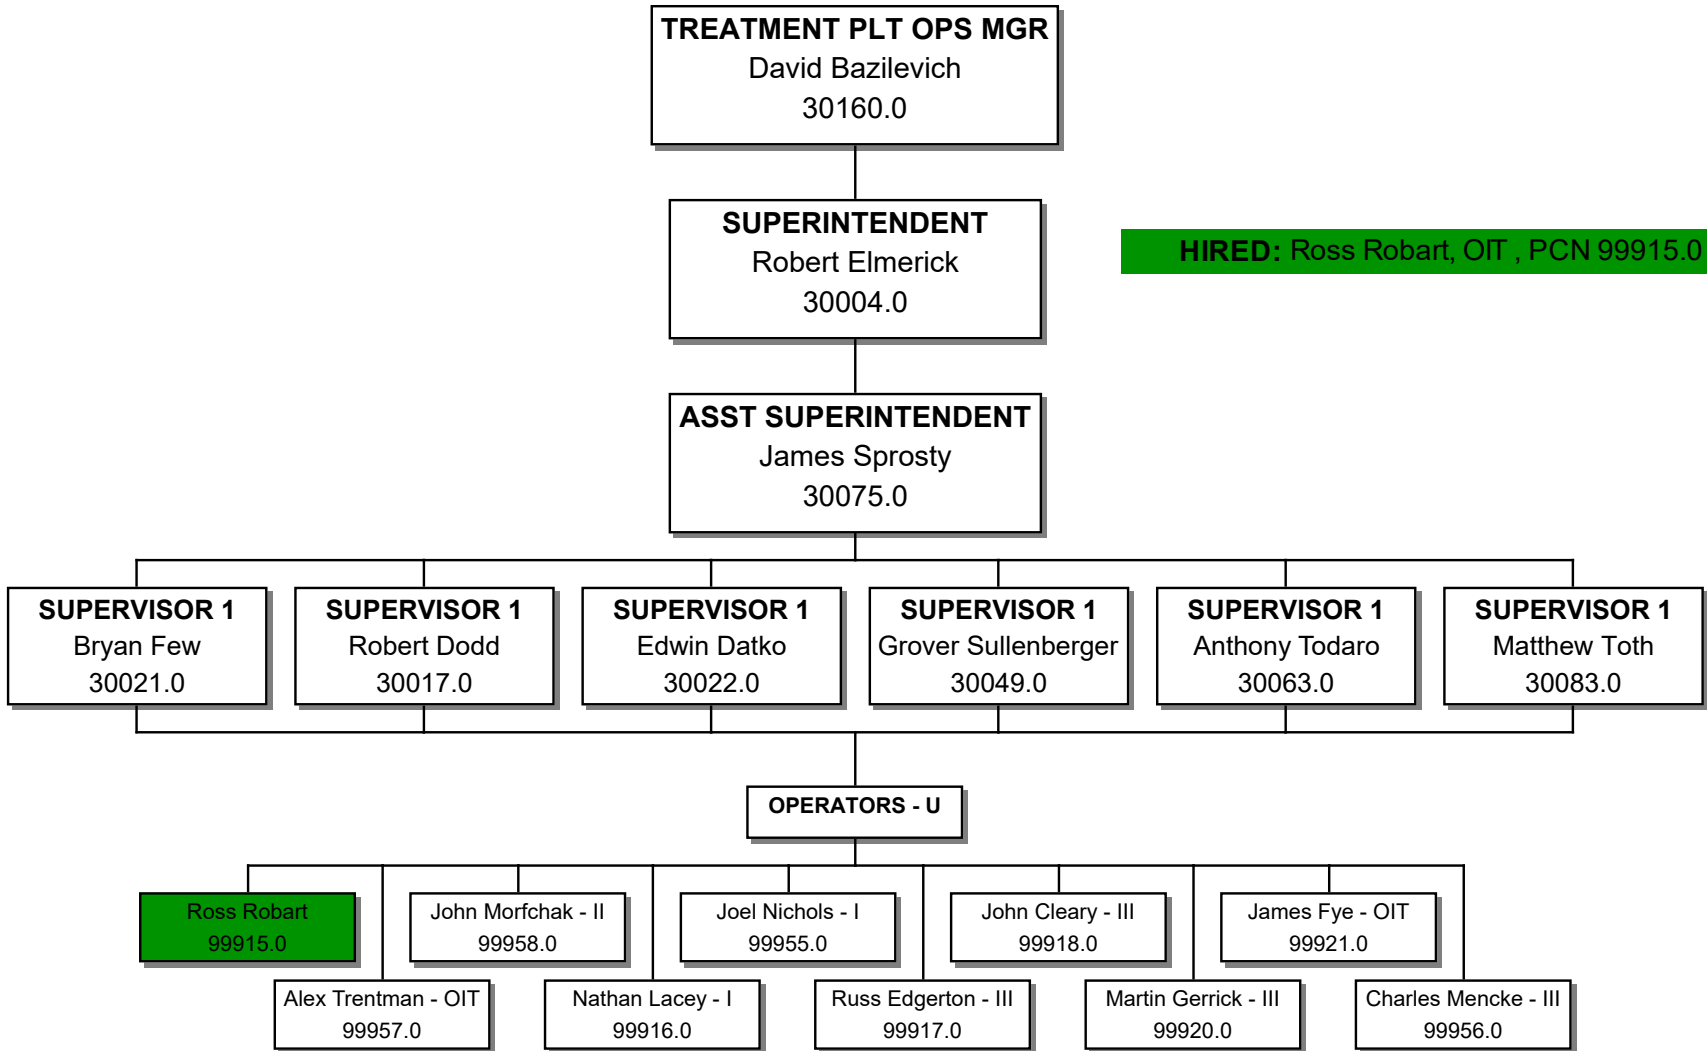 TREATMENT PLT OPS MGR
David Bazilevich
30160.0
SUPERINTENDENT
Robert Elmerick
30004.0
HIRED: Ross Robart, OIT , PCN 99915.0
ASST SUPERINTENDENT
James Sprosty
30075.0
SUPERVISOR 1
Bryan Few
30021.0
SUPERVISOR 1
Robert Dodd
30017.0
SUPERVISOR 1
Edwin Datko
30022.0
SUPERVISOR 1
Grover Sullenberger
30049.0
SUPERVISOR 1
Anthony Todaro
30063.0
SUPERVISOR 1
Matthew Toth
30083.0
OPERATORS - U
Ross Robart
99915.0
John Morfchak - II
99958.0
Joel Nichols - I
99955.0
John Cleary - III
99918.0
James Fye - OIT
99921.0
Alex Trentman - OIT
99957.0
Nathan Lacey - I
99916.0
Russ Edgerton - III
99917.0
Martin Gerrick - III
99920.0
Charles Mencke - III
99956.0